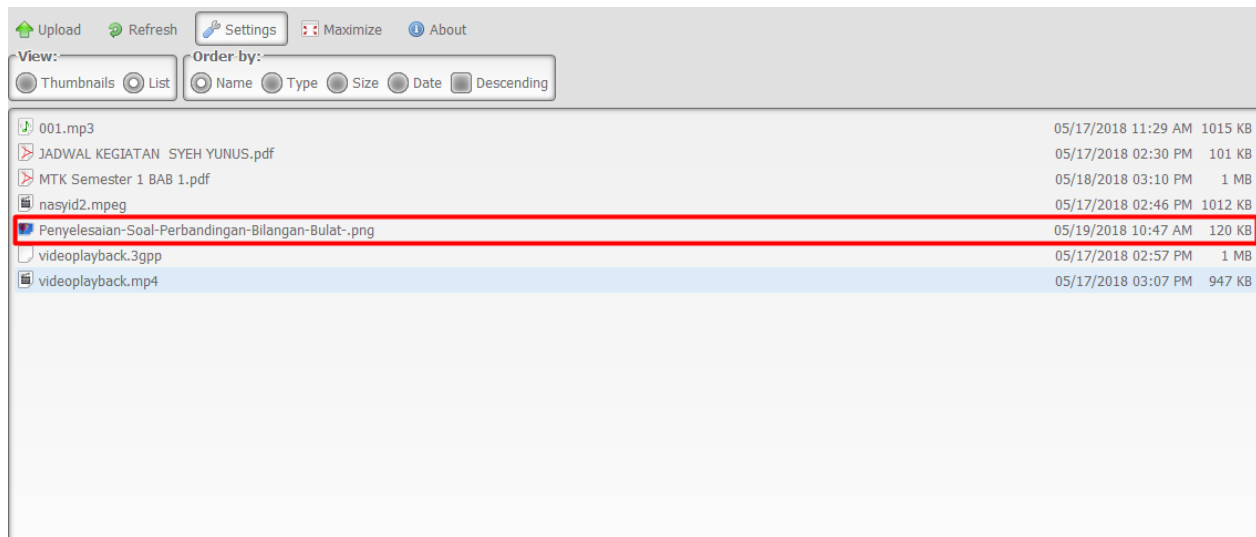 Upload Refresh Settings Maximize About
View: Order by:
Thumbnails List Name Type Size Date Descending
001.mp3 05/17/2018 11:29 AM 1015 KB
JADWAL KEGIATAN  SYEH YUNUS.pdf 05/17/2018 02:30 PM 101 KB
MTK Semester 1 BAB 1.pdf 05/18/2018 03:10 PM 1 MB
nasyid2.mpeg 05/17/2018 02:46 PM 1012 KB
Penyelesaian-Soal-Perbandingan-Bilangan-Bulat-.png 05/19/2018 10:47 AM 120 KB
videoplayback.3gpp 05/17/2018 02:57 PM 1 MB
videoplayback.mp4 05/17/2018 03:07 PM 947 KB